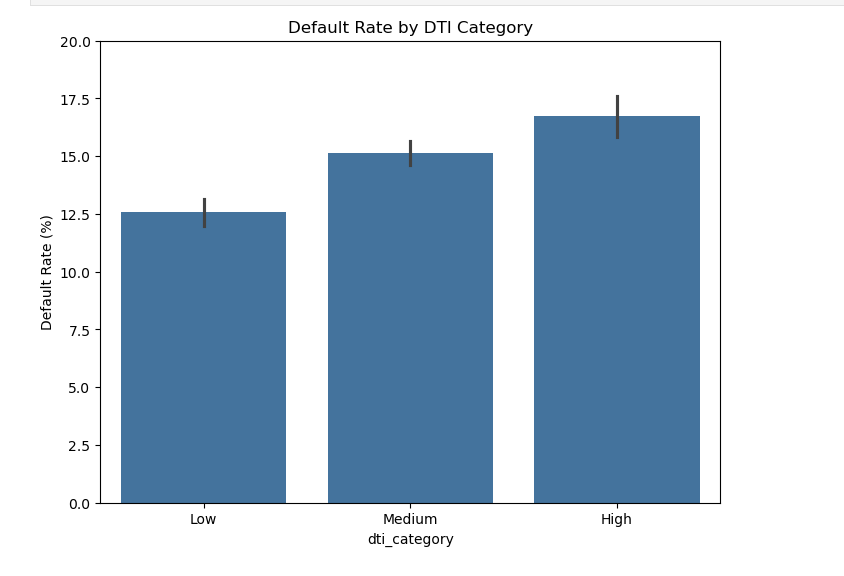 Default Rate by DTI Category
20.0
17.5
15.0
12.5
10.0
7.5
5.0
2.5
0.0
Default Rate (%)
Low Medium High
dti_category